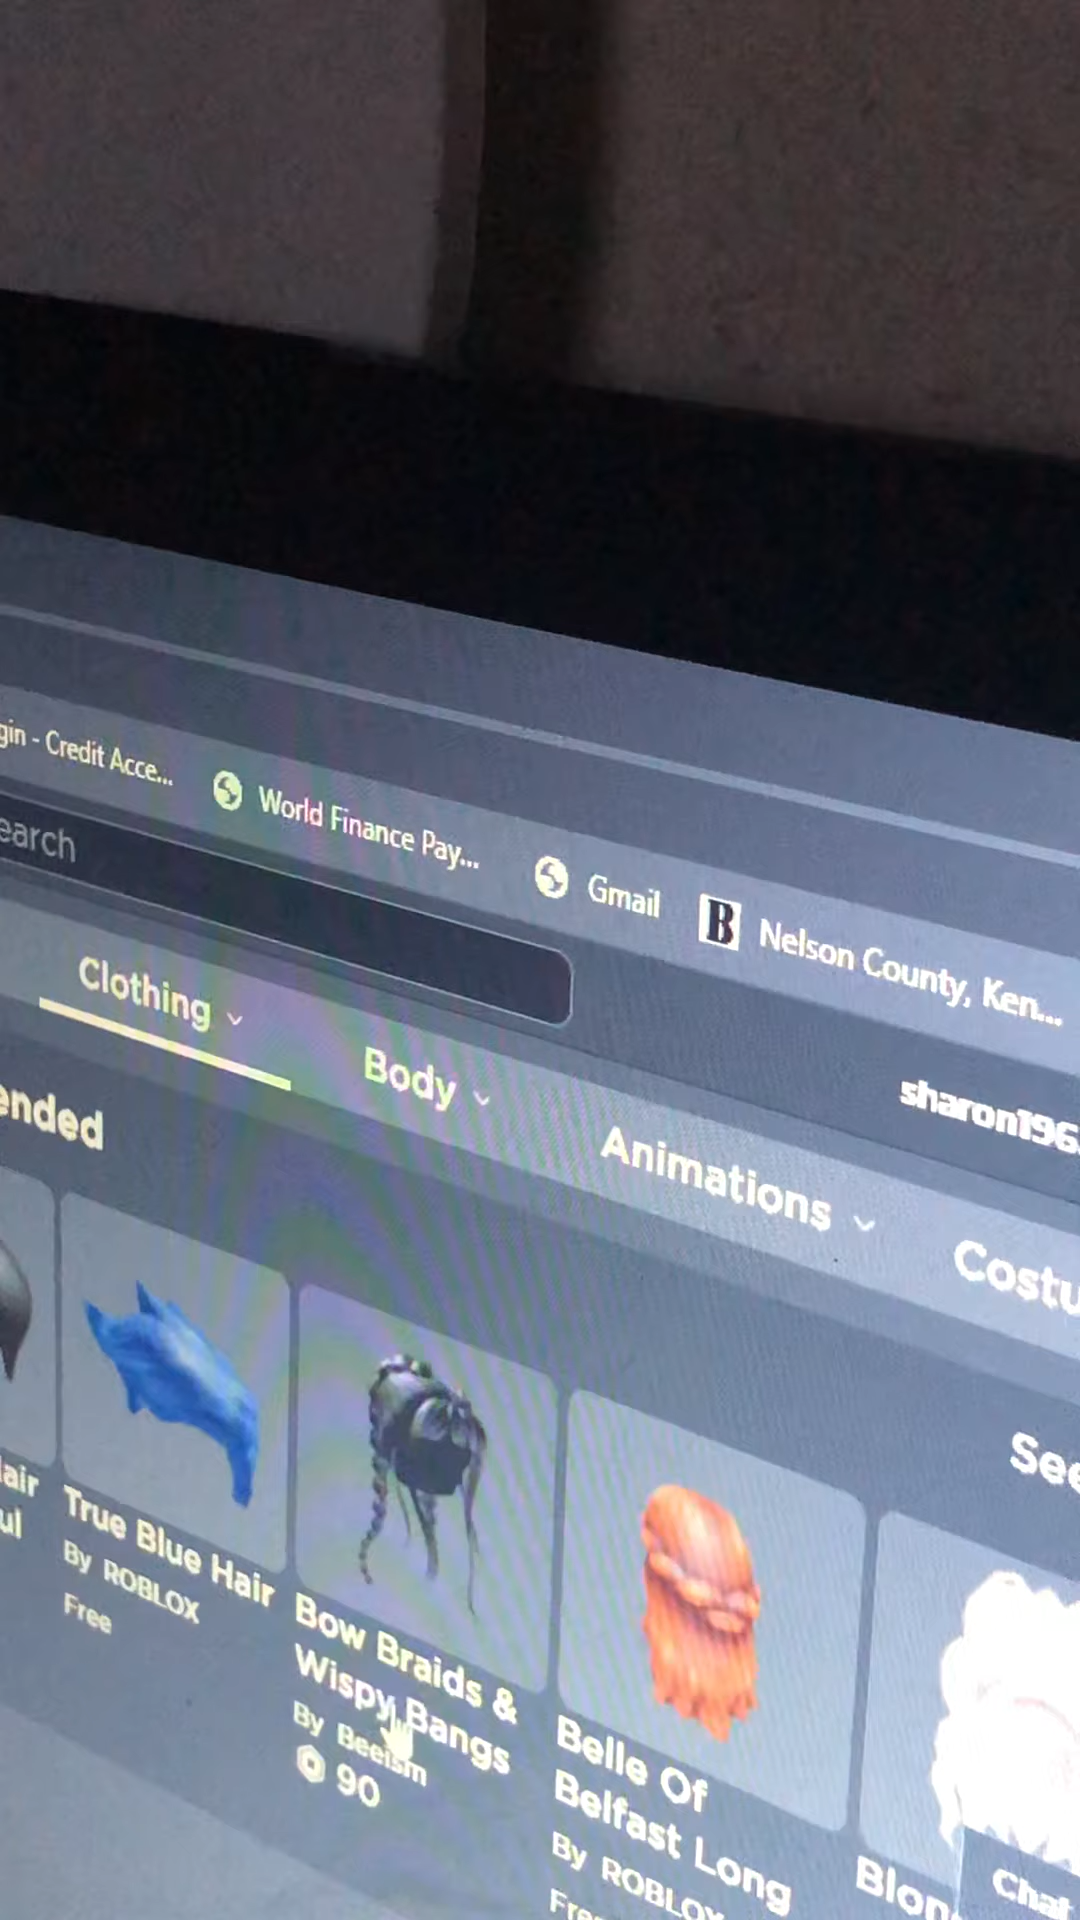 gin - Credit Acce...
World Finance Pay...
Gmail
B
Nelson County, Ken...
earch
sharon196
Clothing
Body
Animations
Costu
ended
See
air
ul
True Blue Hair
By ROBLOX
Free
Bow Braids &
Wispy Bangs
By Beeism
90
Belle Of
Belfast Long
By ROBLOX
Free
Blon
Chat